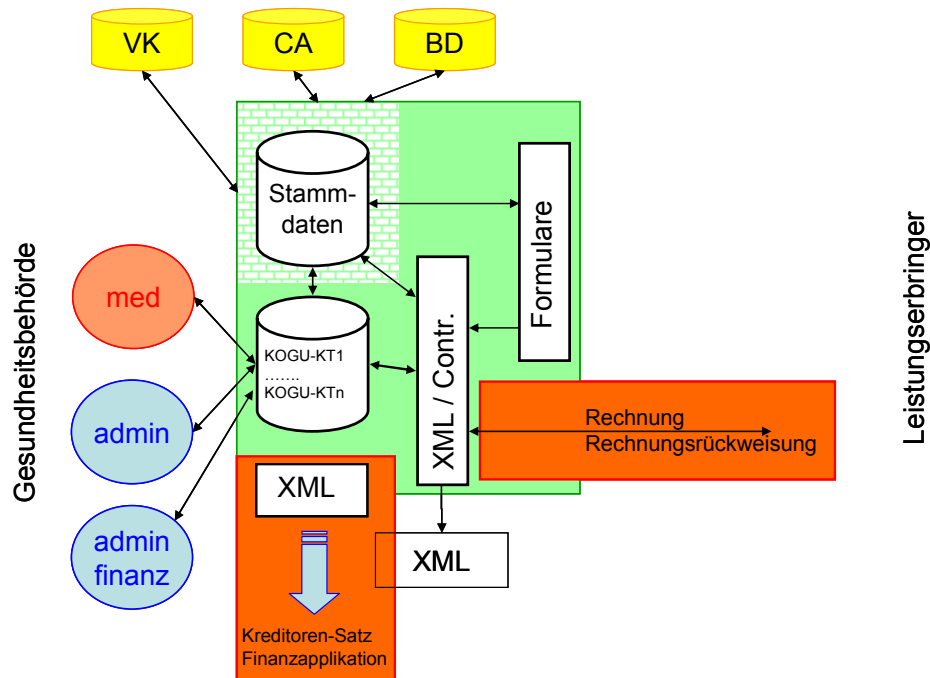 VK
CA
BD
Stamm-
daten
Formulare
Gesundheitsbehörde
Leistungserbringer
med
KOGU-KT1
.......
KOGU-KTn
XML / Contr.
admin
Rechnung
Rechnungsrückweisung
XML
admin
finanz
XML
Kreditoren-Satz
Finanzapplikation